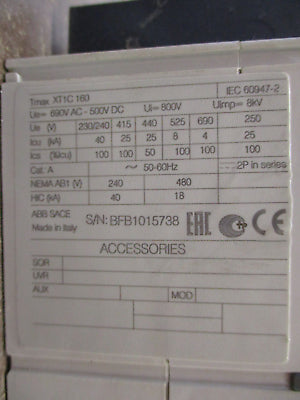 Tmax XT1C 160 IEC 60947-2
Ue= 690V AC - 500V DC Ui= 800V Uimp= 8kV
Ue (V) 230/240 415 440 525 690 250
Icu (kA) 40 25 25 8 4 25
Ics (%Icu) 100 100 50 100 100 100
Cat. A ~ 50-60Hz 2P in series
NEMA AB1 (V) 240 480
HIC (kA) 40 18
ABB SACE
Made in Italy
S/N: BFB1015738 EAC TP CE
ACCESSORIES
SOR
UVR
AUX MOD